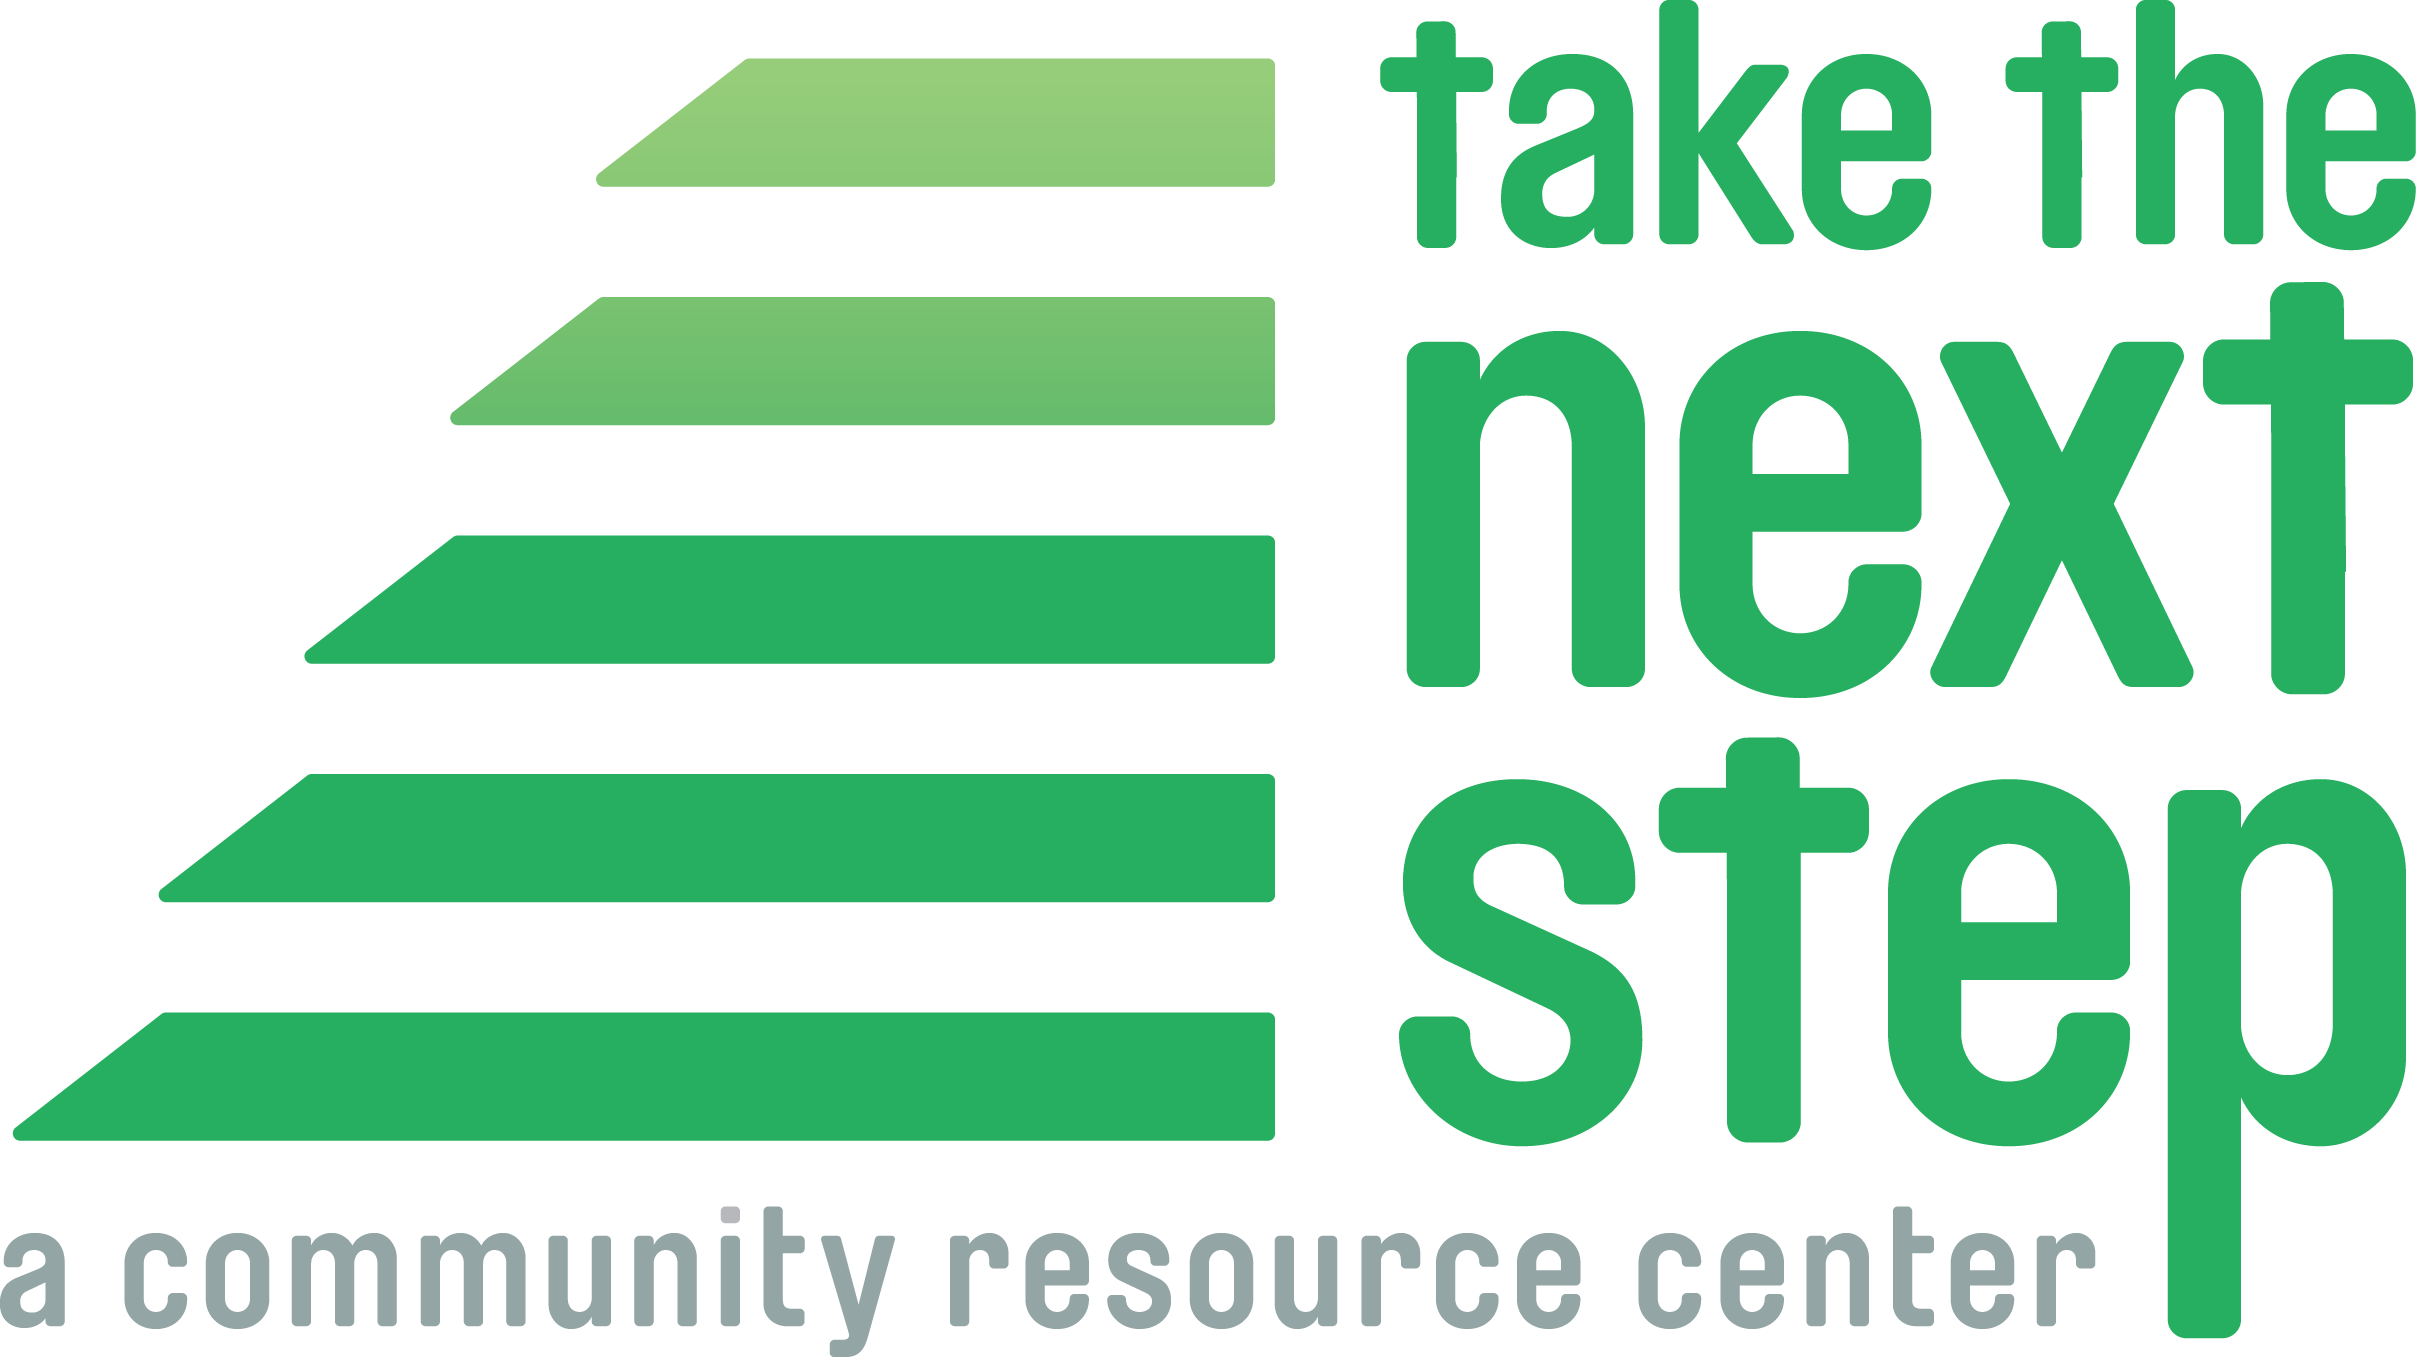 take the
next
step
a community resource center